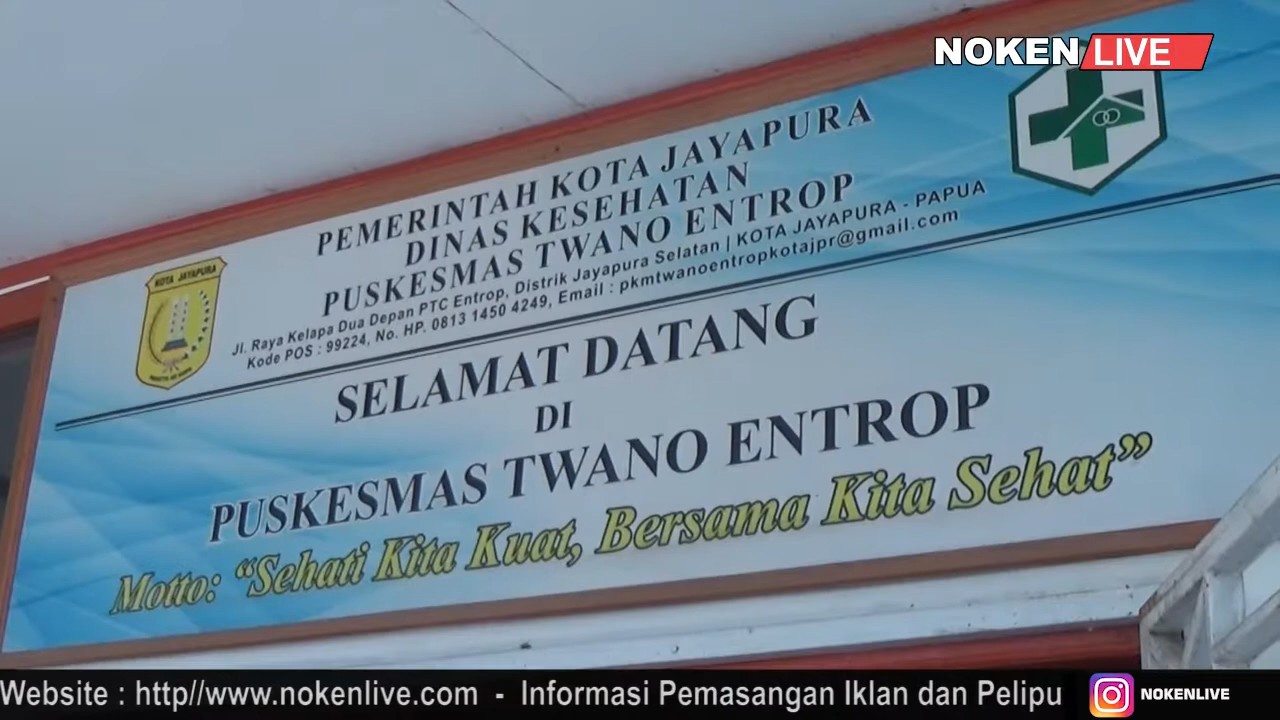 NOKEN LIVE
PEMERINTAH KOTA JAYAPURA
DINAS KESEHATAN
PUSKESMAS TWANO ENTROP
Jl. Raya Kelapa Dua Depan PTC Entrop, Distrik Jayapura Selatan | KOTA JAYAPURA - PAPUA
Kode POS : 99224, No. HP. 0813 1450 4249, Email : pkmtwanoentropkotajpr@gmail.com
KOTA JAYAPURA
SELAMAT DATANG
DI
PUSKESMAS TWANO ENTROP
Motto: “Sehati Kita Kuat, Bersama Kita Sehat”
Website : http//www.nokenlive.com - Informasi Pemasangan Iklan dan Pelipu
NOKENLIVE